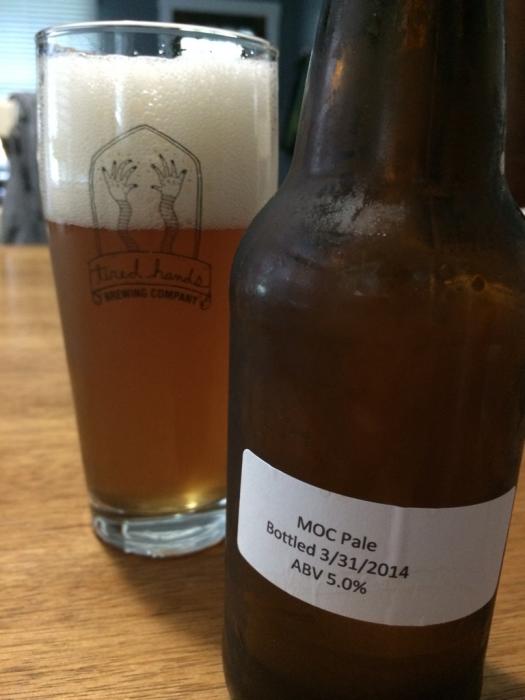 tired hands
BREWING COMPANY
MOC Pale
Bottled 3/31/2014
ABV 5.0%